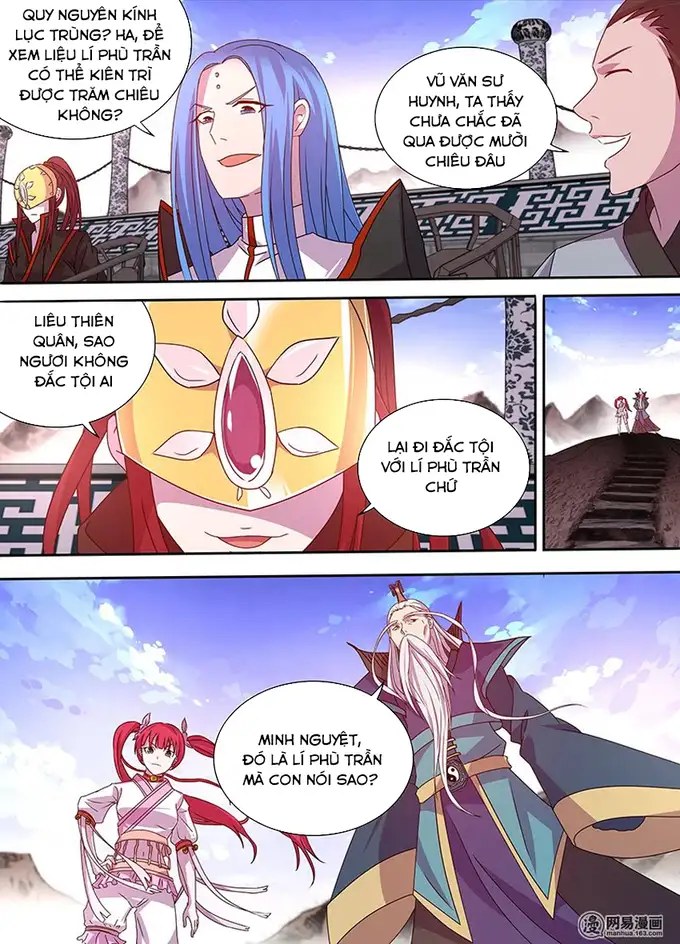 QUY NGUYÊN KÍNH
LỤC TRÙNG? HA, ĐỂ
XEM LIỆU LÍ PHÙ TRẦN
CÓ THỂ KIÊN TRÌ
ĐƯỢC TRĂM CHIÊU
KHÔNG?
VŨ VĂN SƯ
HUYNH, TA THẤY
CHƯA CHẮC ĐÃ
QUA ĐƯỢC MƯỜI
CHIÊU ĐÂU
LIÊU THIÊN
QUÂN, SAO
NGƯƠI KHÔNG
ĐẮC TỘI AI
LẠI ĐI ĐẮC TỘI
VỚI LÍ PHÙ TRẦN
CHỨ
MINH NGUYỆT,
ĐÓ LÀ LÍ PHÙ TRẦN
MÀ CON NÓI SAO?
网易漫画
manhua.163.com